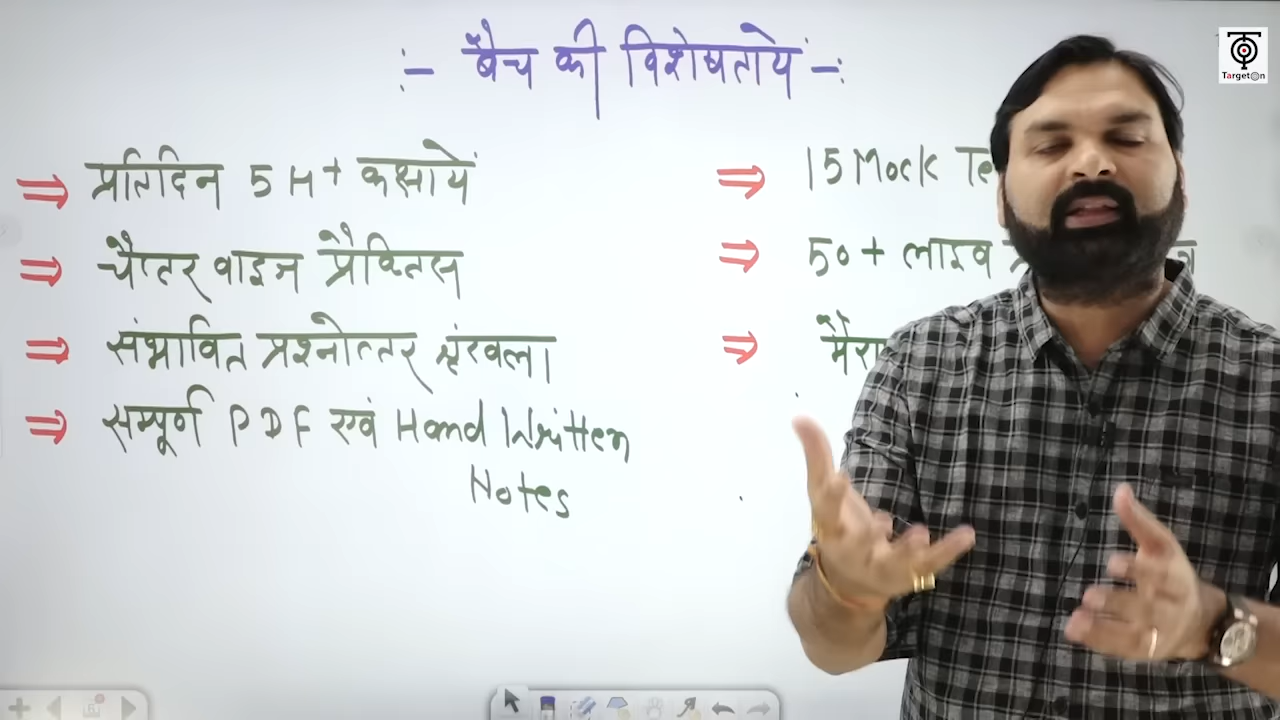 :- बैच की विशेषतायें -:
TargetOn
⇒ प्रतिदिन 5 H+ कक्षायें
⇒ चैप्टर वाइज प्रैक्टिस
⇒ संभावित प्रश्नोत्तर श्रृंखला
⇒ सम्पूर्ण PDF एवं Hand Written
Notes
⇒ 15 Mock
⇒ 50+ लाइव
⇒